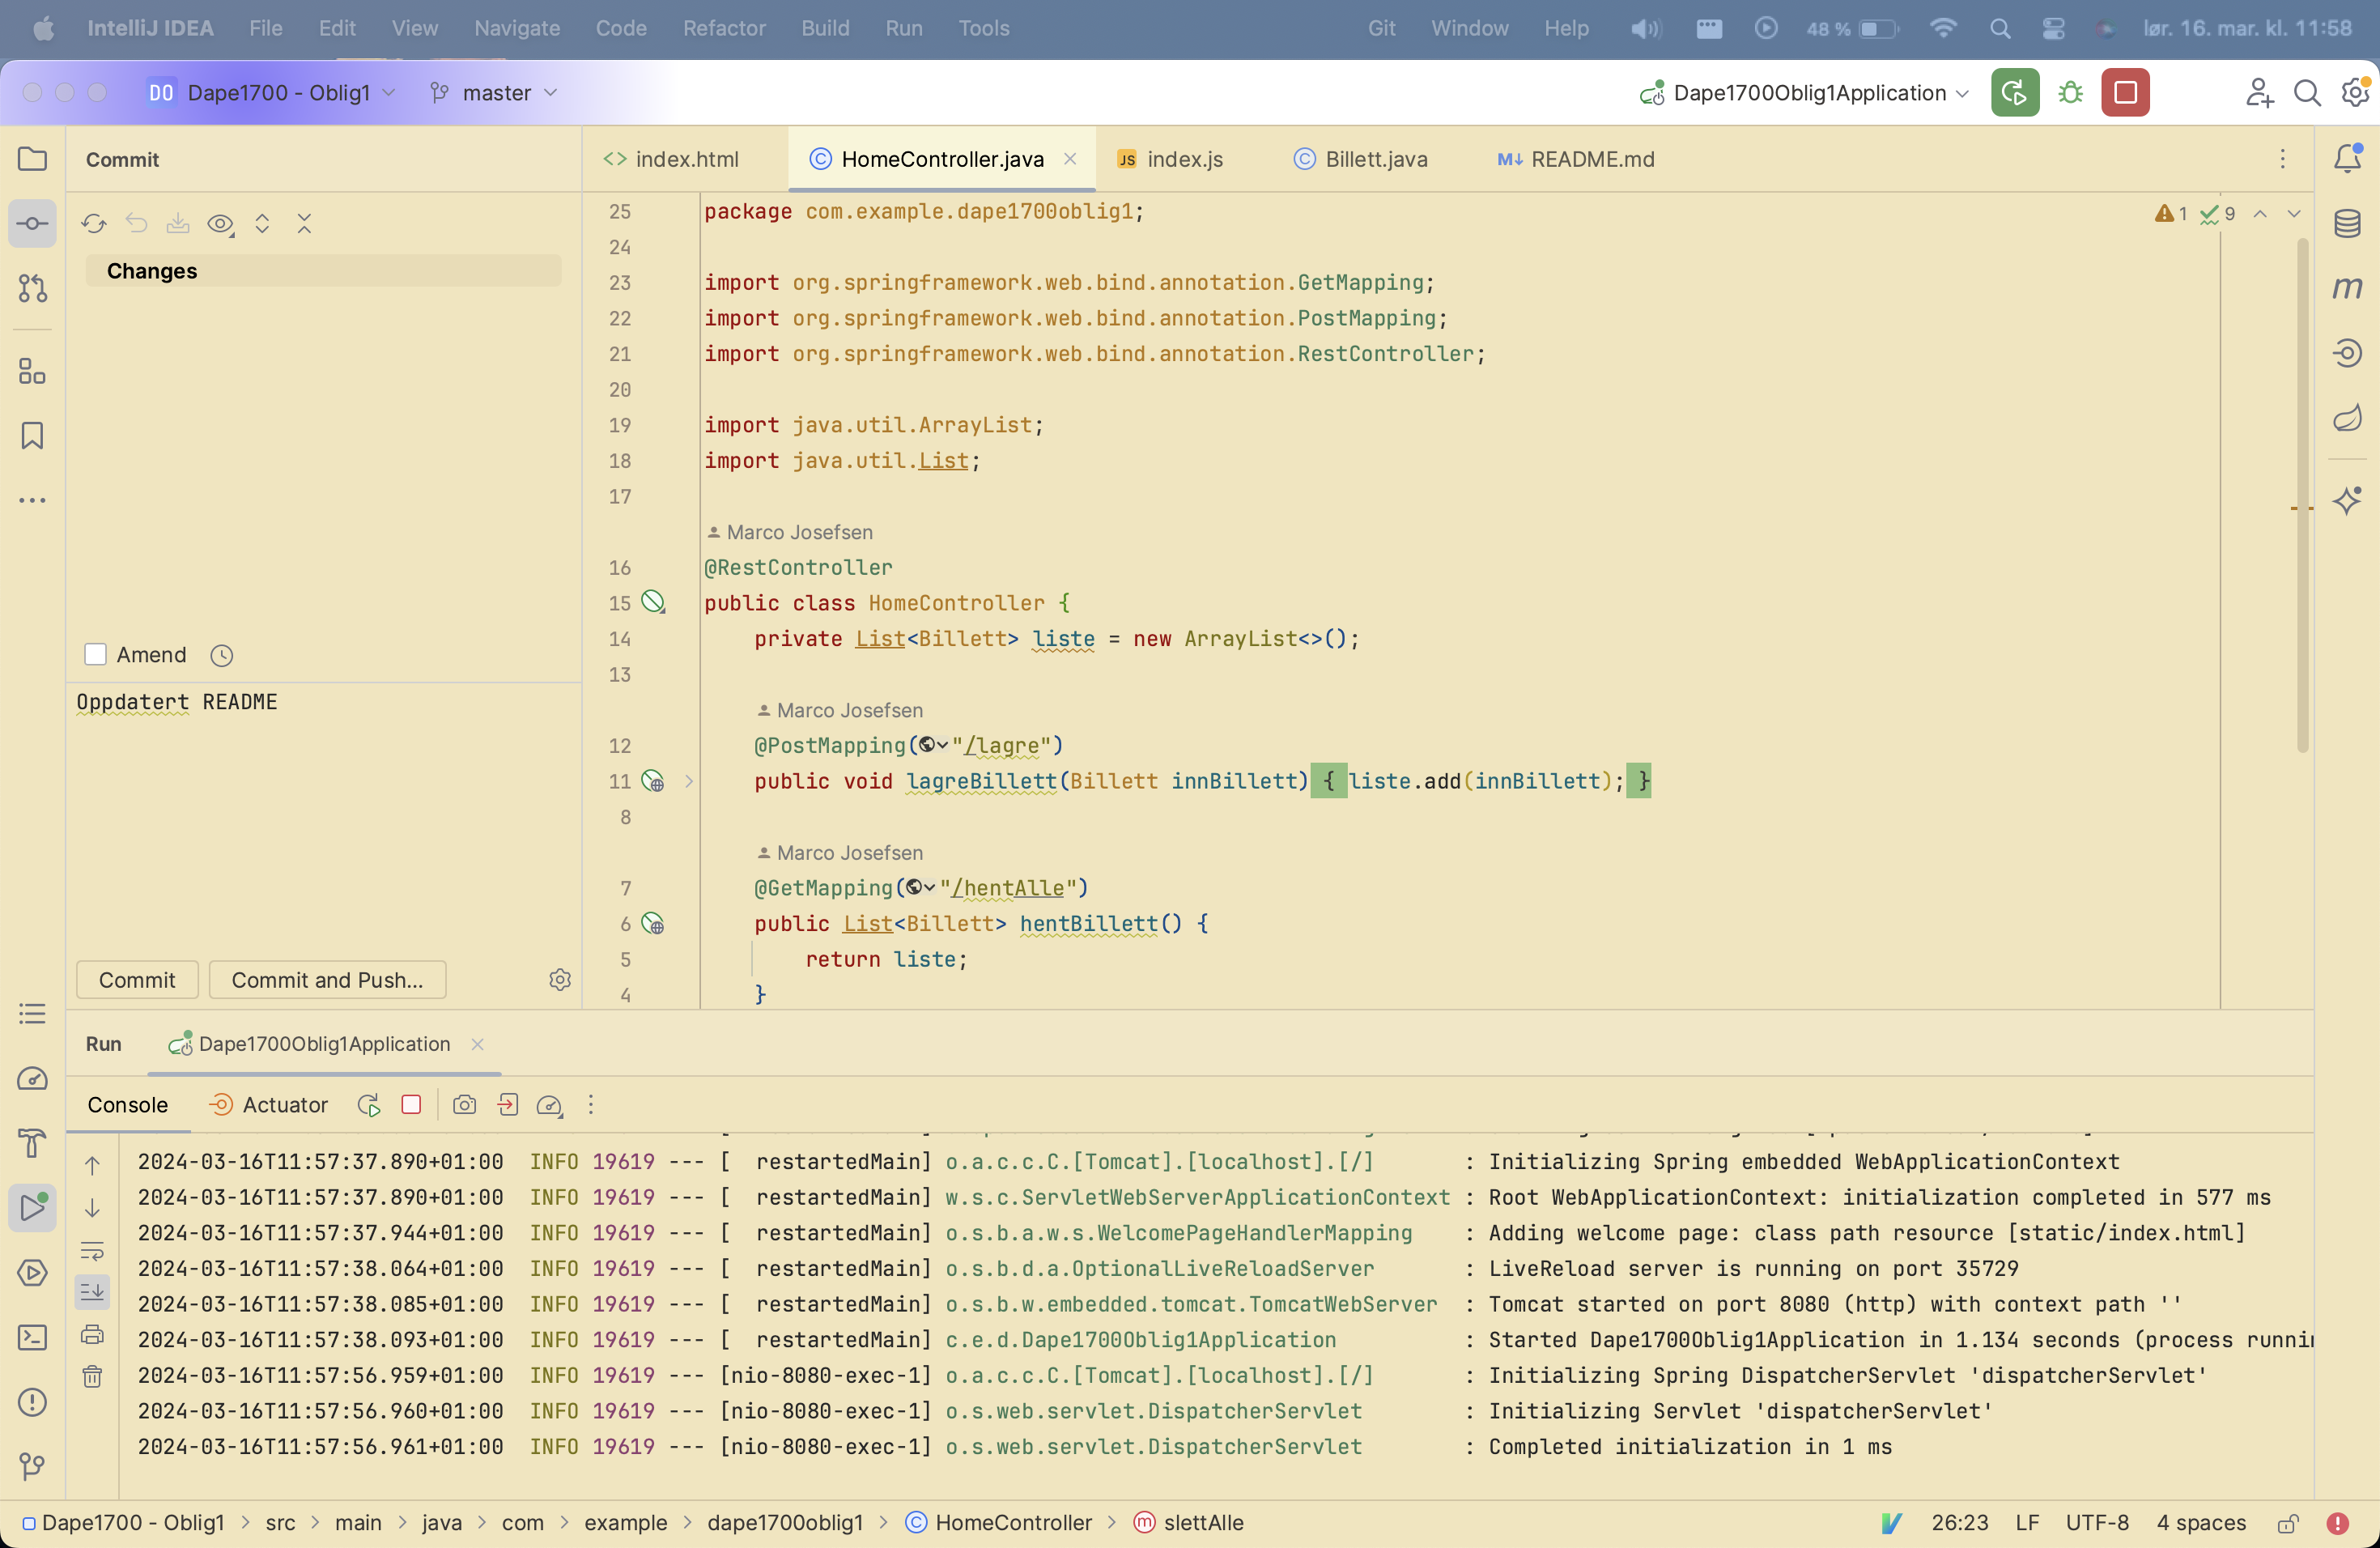 IntelliJ IDEA File Edit View Navigate Code Refactor Build Run Tools Git Window Help 48 % lør. 16. mar. kl. 11:58
DO Dape1700 - Oblig1 master Dape1700Oblig1Application
Commit
index.html HomeController.java index.js Billett.java README.md
Changes
Amend
Oppdatert README
Commit Commit and Push...
1 9
25 package com.example.dape1700oblig1;
24
23 import org.springframework.web.bind.annotation.GetMapping;
22 import org.springframework.web.bind.annotation.PostMapping;
21 import org.springframework.web.bind.annotation.RestController;
20
19 import java.util.ArrayList;
18 import java.util.List;
17
Marco Josefsen
16 @RestController
15 public class HomeController {
14 private List<Billett> liste = new ArrayList<>();
13
Marco Josefsen
12 @PostMapping("/lagre")
11 public void lagreBillett(Billett innBillett) { liste.add(innBillett); }
8
Marco Josefsen
7 @GetMapping("/hentAlle")
6 public List<Billett> hentBillett() {
5 return liste;
4 }
Run Dape1700Oblig1Application
Console Actuator
2024-03-16T11:57:37.890+01:00 INFO 19619 --- [ restartedMain] o.a.c.c.C.[Tomcat].[localhost].[/] : Initializing Spring embedded WebApplicationContext
2024-03-16T11:57:37.890+01:00 INFO 19619 --- [ restartedMain] w.s.c.ServletWebServerApplicationContext : Root WebApplicationContext: initialization completed in 577 ms
2024-03-16T11:57:37.944+01:00 INFO 19619 --- [ restartedMain] o.s.b.a.w.s.WelcomePageHandlerMapping : Adding welcome page: class path resource [static/index.html]
2024-03-16T11:57:38.064+01:00 INFO 19619 --- [ restartedMain] o.s.b.d.a.OptionalLiveReloadServer : LiveReload server is running on port 35729
2024-03-16T11:57:38.085+01:00 INFO 19619 --- [ restartedMain] o.s.b.w.embedded.tomcat.TomcatWebServer : Tomcat started on port 8080 (http) with context path ''
2024-03-16T11:57:38.093+01:00 INFO 19619 --- [ restartedMain] c.e.d.Dape1700Oblig1Application : Started Dape1700Oblig1Application in 1.134 seconds (process runnin
2024-03-16T11:57:56.959+01:00 INFO 19619 --- [nio-8080-exec-1] o.a.c.c.C.[Tomcat].[localhost].[/] : Initializing Spring DispatcherServlet 'dispatcherServlet'
2024-03-16T11:57:56.960+01:00 INFO 19619 --- [nio-8080-exec-1] o.s.web.servlet.DispatcherServlet : Initializing Servlet 'dispatcherServlet'
2024-03-16T11:57:56.961+01:00 INFO 19619 --- [nio-8080-exec-1] o.s.web.servlet.DispatcherServlet : Completed initialization in 1 ms
Dape1700 - Oblig1 > src > main > java > com > example > dape1700oblig1 > HomeController > slettAlle 26:23 LF UTF-8 4 spaces